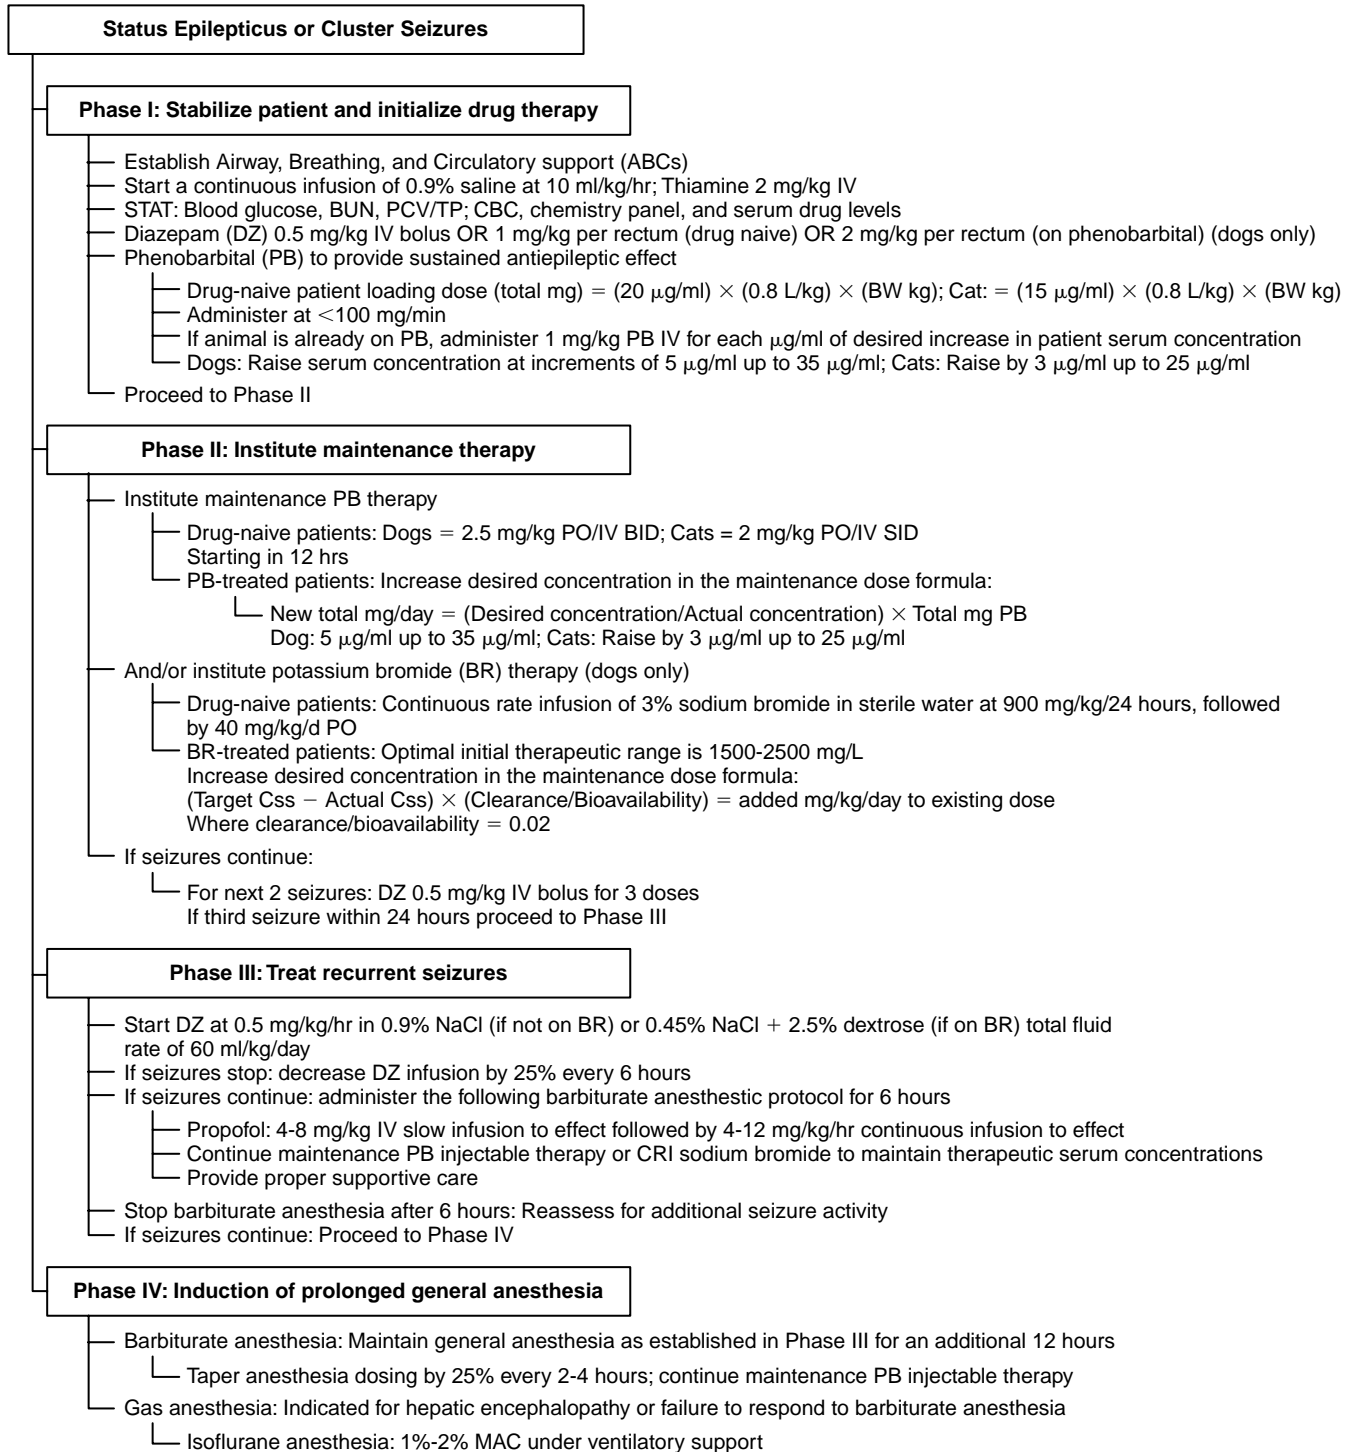 Status Epilepticus or Cluster Seizures
Phase I: Stabilize patient and initialize drug therapy
Establish Airway, Breathing, and Circulatory support (ABCs)
Start a continuous infusion of 0.9% saline at 10 ml/kg/hr; Thiamine 2 mg/kg IV
STAT: Blood glucose, BUN, PCV/TP; CBC, chemistry panel, and serum drug levels
Diazepam (DZ) 0.5 mg/kg IV bolus OR 1 mg/kg per rectum (drug naive) OR 2 mg/kg per rectum (on phenobarbital) (dogs only)
Phenobarbital (PB) to provide sustained antiepileptic effect
Drug-naive patient loading dose (total mg) = (20 μg/ml) × (0.8 L/kg) × (BW kg); Cat: = (15 μg/ml) × (0.8 L/kg) × (BW kg)
Administer at <100 mg/min
If animal is already on PB, administer 1 mg/kg PB IV for each μg/ml of desired increase in patient serum concentration
Dogs: Raise serum concentration at increments of 5 μg/ml up to 35 μg/ml; Cats: Raise by 3 μg/ml up to 25 μg/ml
Proceed to Phase II
Phase II: Institute maintenance therapy
Institute maintenance PB therapy
Drug-naive patients: Dogs = 2.5 mg/kg PO/IV BID; Cats = 2 mg/kg PO/IV SID
Starting in 12 hrs
PB-treated patients: Increase desired concentration in the maintenance dose formula:
New total mg/day = (Desired concentration/Actual concentration) × Total mg PB
Dog: 5 μg/ml up to 35 μg/ml; Cats: Raise by 3 μg/ml up to 25 μg/ml
And/or institute potassium bromide (BR) therapy (dogs only)
Drug-naive patients: Continuous rate infusion of 3% sodium bromide in sterile water at 900 mg/kg/24 hours, followed
by 40 mg/kg/d PO
BR-treated patients: Optimal initial therapeutic range is 1500-2500 mg/L
Increase desired concentration in the maintenance dose formula:
(Target Css − Actual Css) × (Clearance/Bioavailability) = added mg/kg/day to existing dose
Where clearance/bioavailability = 0.02
If seizures continue:
For next 2 seizures: DZ 0.5 mg/kg IV bolus for 3 doses
If third seizure within 24 hours proceed to Phase III
Phase III: Treat recurrent seizures
Start DZ at 0.5 mg/kg/hr in 0.9% NaCl (if not on BR) or 0.45% NaCl + 2.5% dextrose (if on BR) total fluid
rate of 60 ml/kg/day
If seizures stop: decrease DZ infusion by 25% every 6 hours
If seizures continue: administer the following barbiturate anesthestic protocol for 6 hours
Propofol: 4-8 mg/kg IV slow infusion to effect followed by 4-12 mg/kg/hr continuous infusion to effect
Continue maintenance PB injectable therapy or CRI sodium bromide to maintain therapeutic serum concentrations
Provide proper supportive care
Stop barbiturate anesthesia after 6 hours: Reassess for additional seizure activity
If seizures continue: Proceed to Phase IV
Phase IV: Induction of prolonged general anesthesia
Barbiturate anesthesia: Maintain general anesthesia as established in Phase III for an additional 12 hours
Taper anesthesia dosing by 25% every 2-4 hours; continue maintenance PB injectable therapy
Gas anesthesia: Indicated for hepatic encephalopathy or failure to respond to barbiturate anesthesia
Isoflurane anesthesia: 1%-2% MAC under ventilatory support